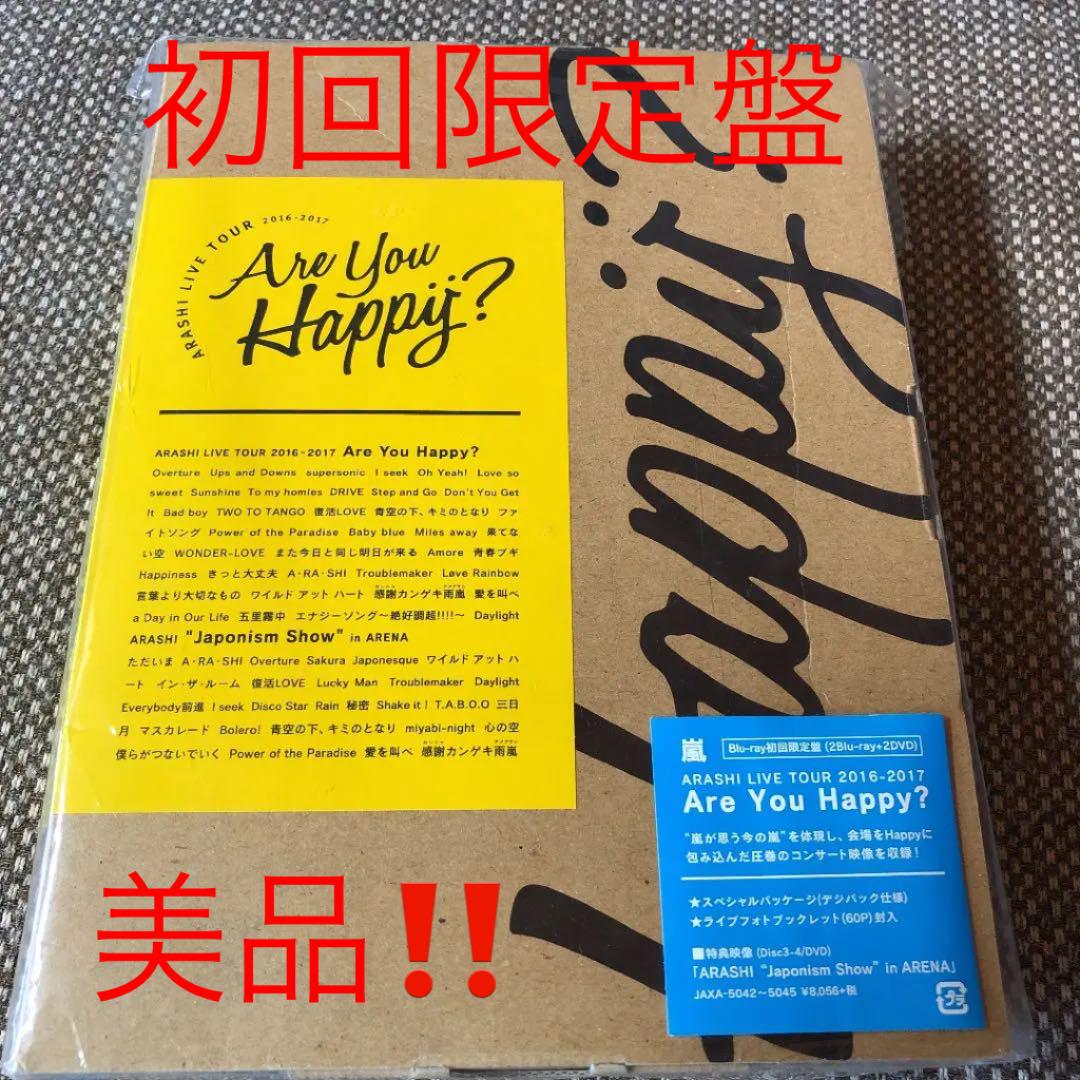 初回限定盤
ARASHI LIVE TOUR 2016-2017
Are You
Happy?
ARASHI LIVE TOUR 2016-2017 Are You Happy?
Overture Ups and Downs supersonic I seek Oh Yeah! Love so
sweet Sunshine To my homies DRIVE Step and Go Don't You Get
It Bad boy TWO TO TANGO 復活LOVE 青空の下、キミのとなり ファ
イトソング Power of the Paradise Baby blue Miles away 果てな
い空 WONDER-LOVE また今日と同じ明日が来る Amore 青春ブギ
Happiness きっと大丈夫 A・RA・SHI Troublemaker Løve Rainbow
言葉より大切なもの ワイルド アット ハート 感謝カンゲキ雨嵐 愛を叫べ
a Day in Our Life 五里霧中 エナジーソング〜絶好調超!!!!〜 Daylight
ARASHI "Japonism Show" in ARENA
ただいま A・RA・SHI Overture Sakura Japonesque ワイルド アット ハ
ート イン・ザ・ルーム 復活LOVE Lucky Man Troublemaker Daylight
Everybody前進 I seek Disco Star Rain 秘密 Shake it! T.A.B.O.O 三日
月 マスカレード Bolero! 青空の下、キミのとなり miyabi-night 心の空
僕らがつないでいく Power of the Paradise 愛を叫べ 感謝カンゲキ雨嵐
Happy?
嵐 Blu-ray初回限定盤 (2Blu-ray+2DVD)
ARASHI LIVE TOUR 2016-2017
Are You Happy?
"嵐が思う今の嵐"を体現し、会場をHappyに
包み込んだ圧巻のコンサート映像を収録！
★スペシャルパッケージ(デジパック仕様)
★ライブフォトブックレット(60P)封入
■特典映像 (Disc3-4/DVD)
「ARASHI "Japonism Show" in ARENA」
JAXA-5042〜5045 ¥8,056+税
プラ
美品‼